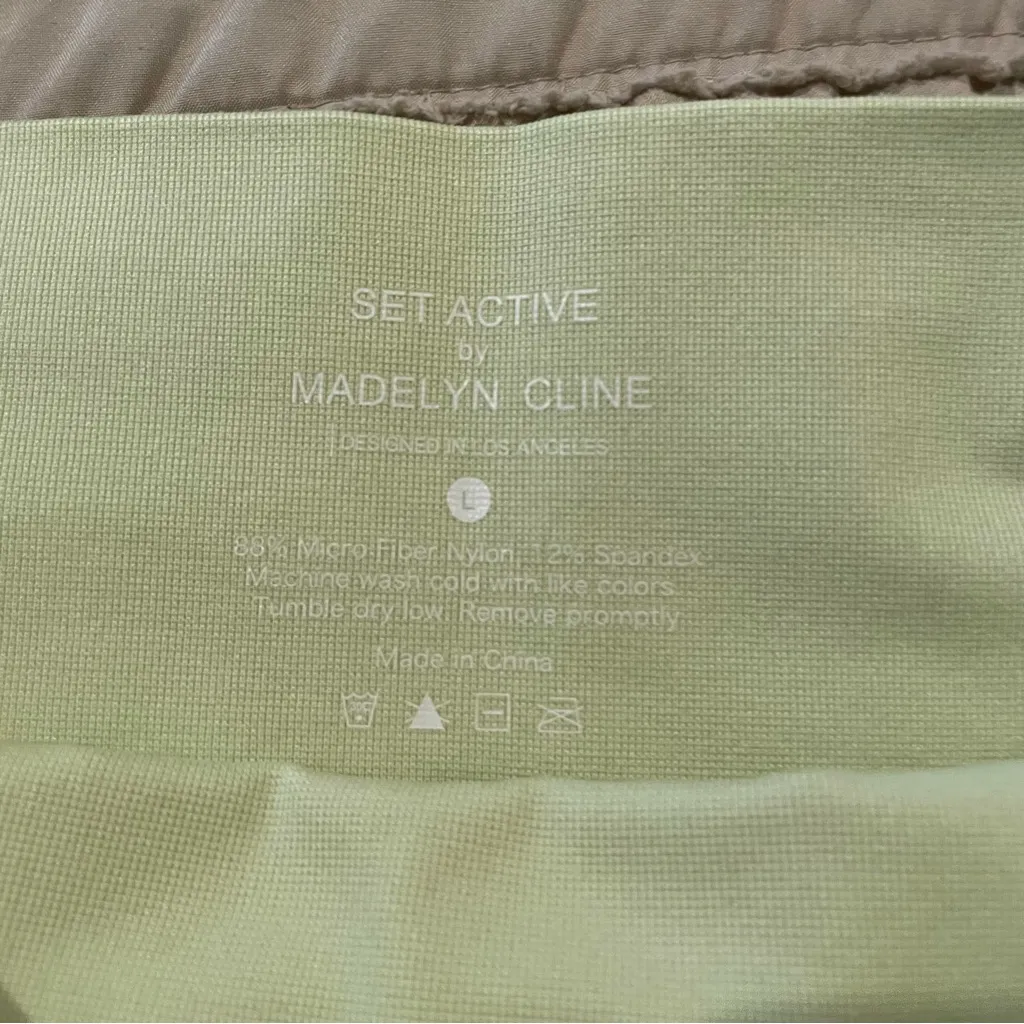 SET ACTIVE
by
MADELYN CLINE
DESIGNED IN LOS ANGELES
L
88% Micro Fiber Nylon, 12% Spandex
Machine wash cold with like colors
Tumble dry low. Remove promptly
Made in China